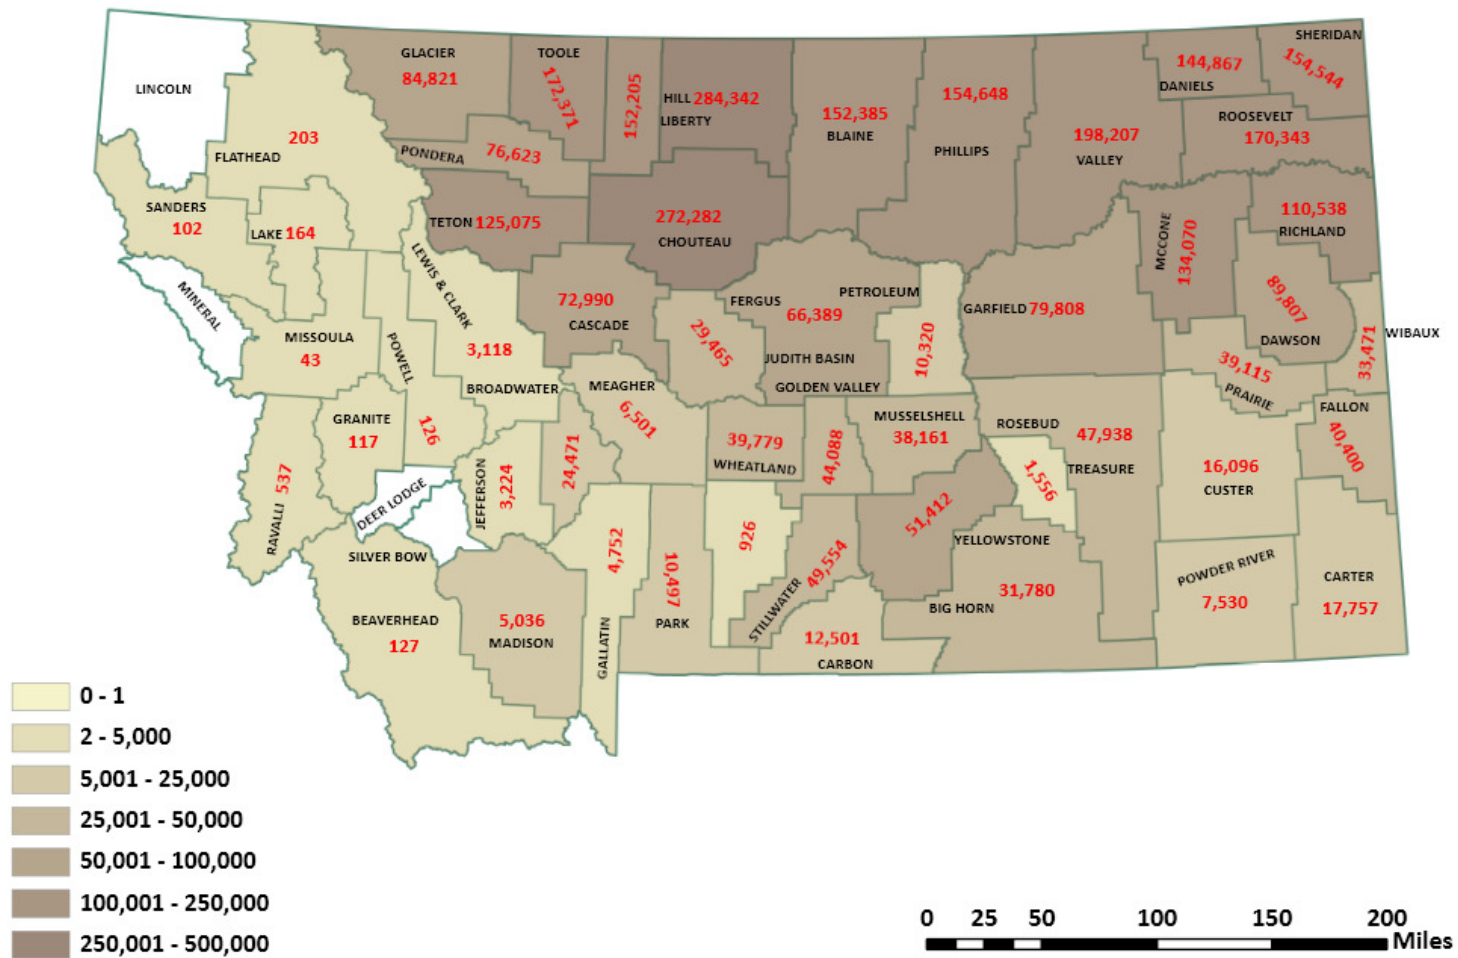 SHERIDAN
154,544
GLACIER
84,821
TOOLE
172,371
152,205
HILL 284,342
LIBERTY
152,385
BLAINE
154,648
PHILLIPS
144,867
DANIELS
ROOSEVELT
170,343
198,207
VALLEY
LINCOLN
203
FLATHEAD
PONDERA 76,623
TETON 125,075
272,282
CHOUTEAU
MCCONE
134,070
110,538
RICHLAND
SANDERS
102
LAKE 164
LEWIS & CLARK
3,118
MINERAL
72,990
CASCADE
FERGUS
66,389
PETROLEUM
10,320
GARFIELD 79,808
89,807
DAWSON
WIBAUX
33,471
MISSOULA
43
POWELL
126
29,465
JUDITH BASIN
GOLDEN VALLEY
39,115
PRAIRIE
BROADWATER
MEAGHER
6,501
GRANITE
117
24,471
39,779
WHEATLAND
44,088
MUSSELSHELL
38,161
ROSEBUD
47,938
TREASURE
1,556
16,096
CUSTER
FALLON
40,400
RAVALLI 537
DEER LODGE
JEFFERSON
3,224
SILVER BOW
4,752
GALLATIN
10,497
PARK
926
STILLWATER 49,554
51,412
YELLOWSTONE
BIG HORN 31,780
POWDER RIVER
7,530
CARTER
17,757
BEAVERHEAD
127
5,036
MADISON
12,501
CARBON
0 - 1
2 - 5,000
5,001 - 25,000
25,001 - 50,000
50,001 - 100,000
100,001 - 250,000
250,001 - 500,000
0 25 50 100 150 200
Miles